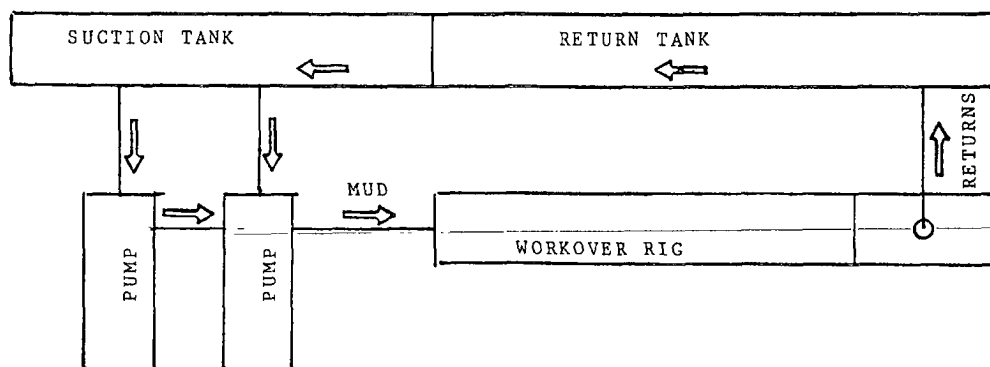 SUCTION TANK
RETURN TANK
RETURNS
MUD
WORKOVER RIG
PUMP
PUMP